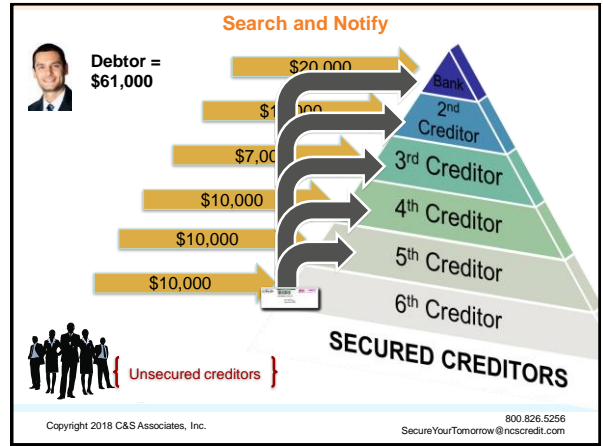 Search and Notify
Debtor =
$61,000
$20,000
$7,00
$10,000
$10,000
$10,000
Bank
2nd
Creditor
3rd Creditor
4th Creditor
5th Creditor
6th Creditor
SECURED CREDITORS
Unsecured creditors
Copyright 2018 C&S Associates, Inc.
800.826.5256
SecureYourTomorrow@ncscredit.com